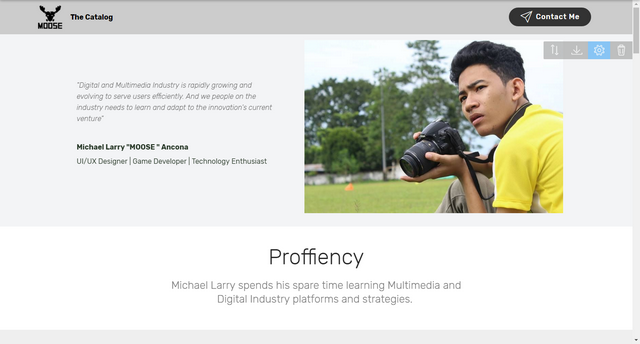 MOOSE
The Catalog
Contact Me
"Digital and Multimedia Industry is rapidly growing and
evolving to serve users efficiently. And we people on the
industry needs to learn and adapt to the innovation's current
venture"
Michael Larry "MOOSE " Ancona
UI/UX Designer | Game Developer | Technology Enthusiast
Proffiency
Michael Larry spends his spare time learning Multimedia and
Digital Industry platforms and strategies.